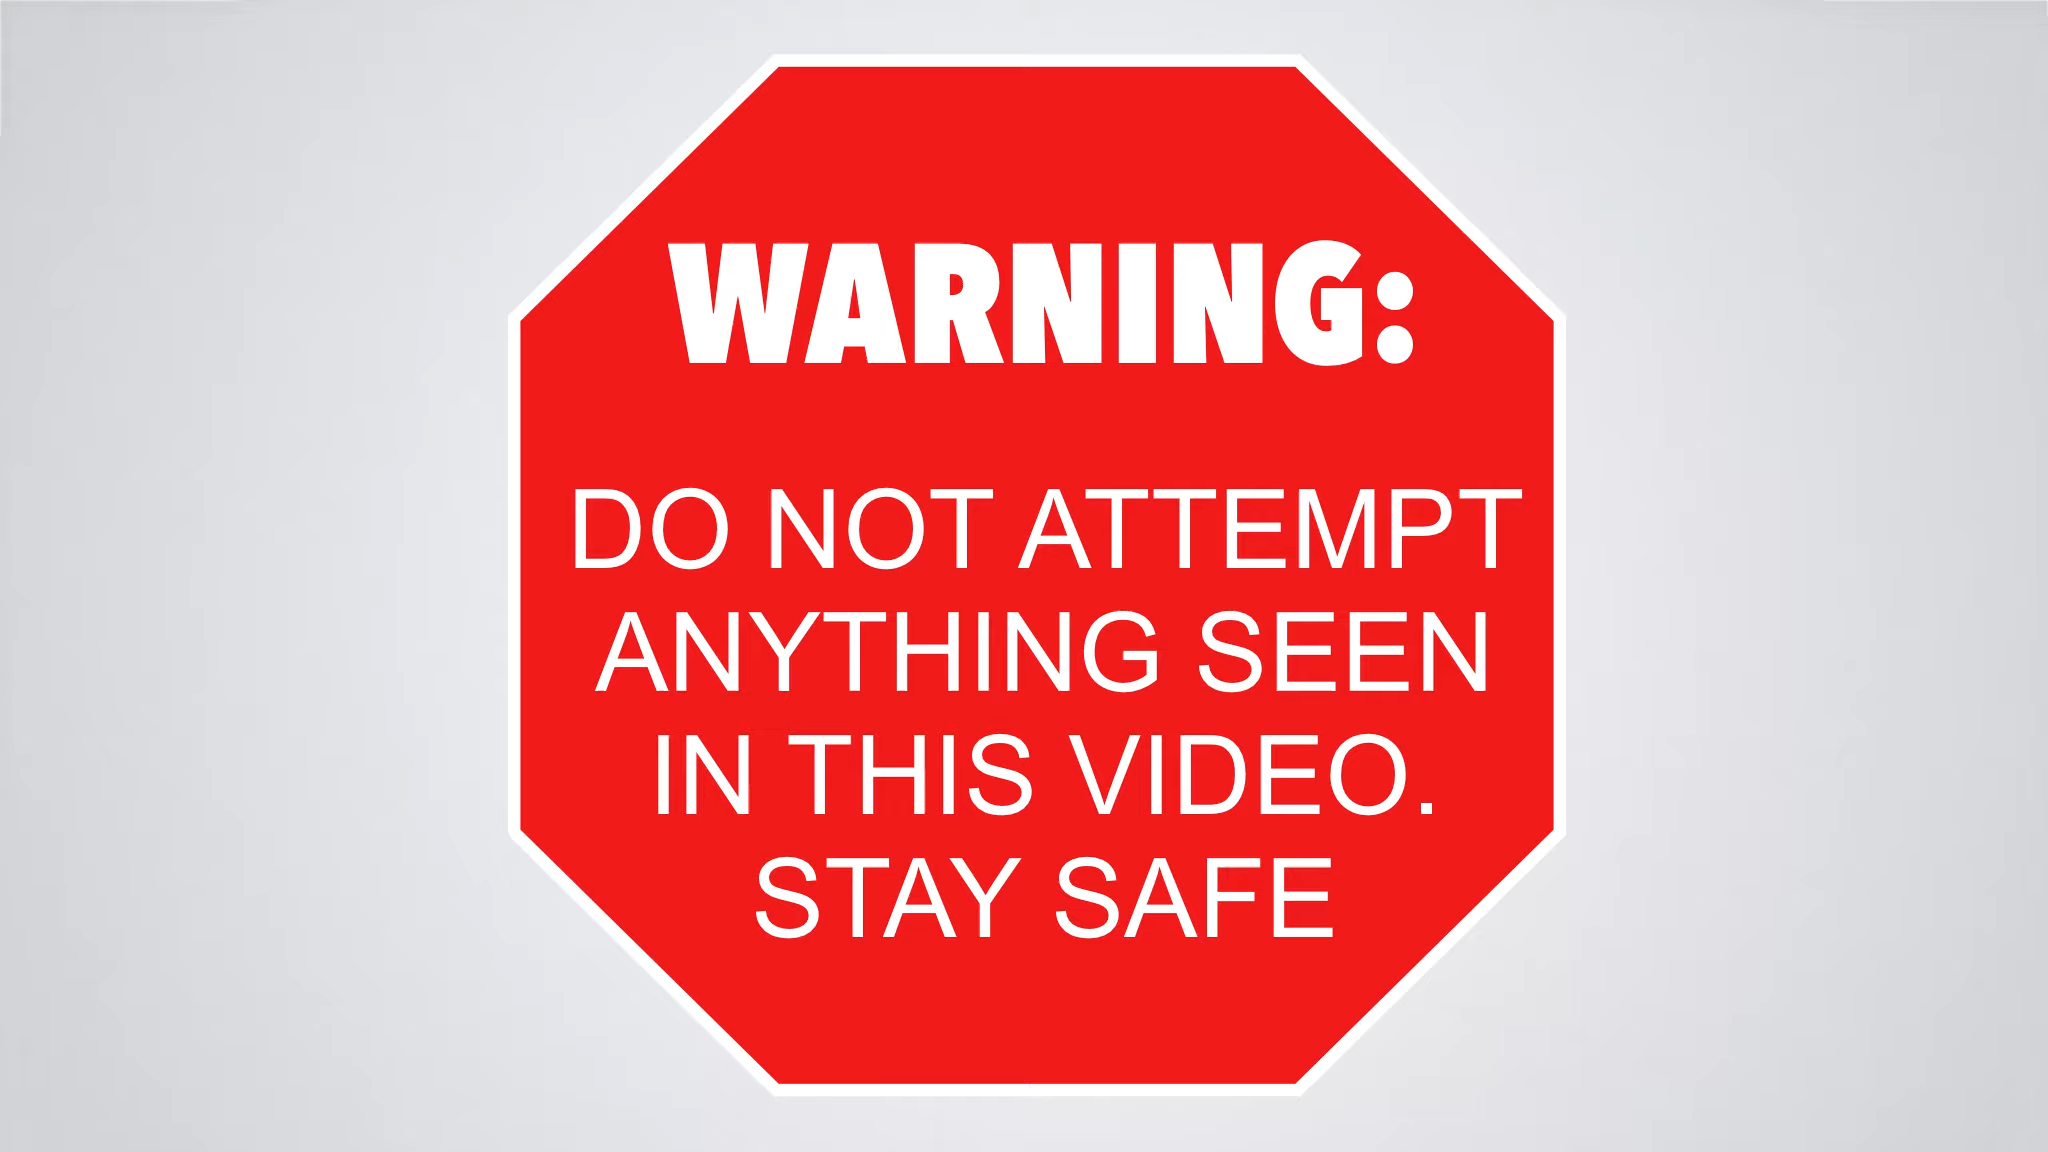 WARNING:
DO NOT ATTEMPT
ANYTHING SEEN
IN THIS VIDEO.
STAY SAFE